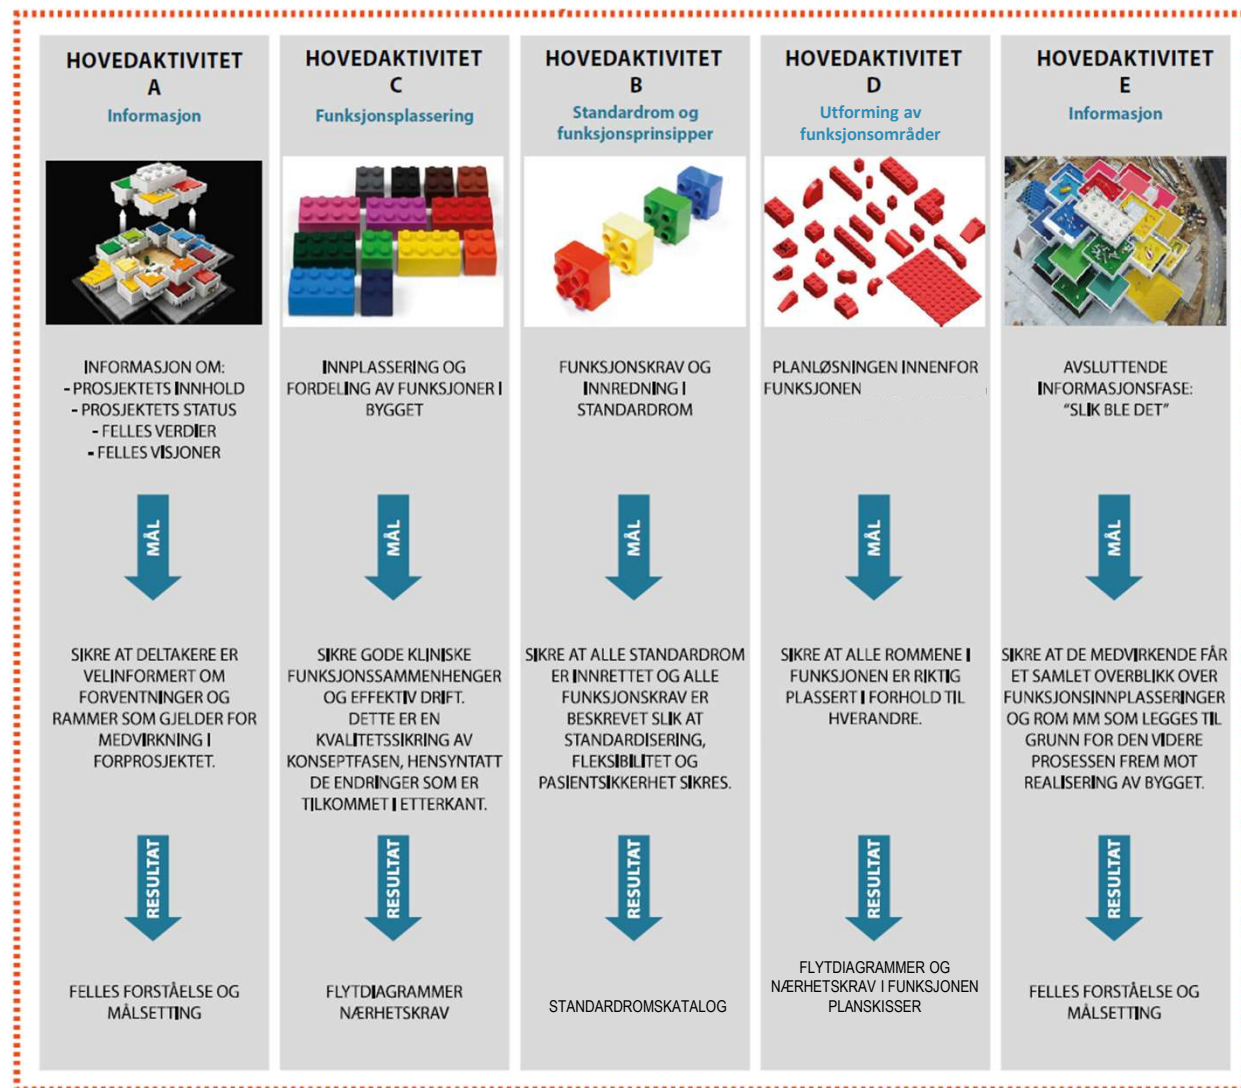 HOVEDAKTIVITET
A
Informasjon
INFORMASJON OM:
- PROSJEKTETS INNHOLD
- PROSJEKTETS STATUS
- FELLES VERDIER
- FELLES VISJONER
MÅL
SIKRE AT DELTAKERE ER
VELINFORMERT OM
FORVENTNINGER OG
RAMMER SOM GJELDER FOR
MEDVIRKNING I
FORPROSJEKTET.
RESULTAT
FELLES FORSTÅELSE OG
MÅLSETTING
HOVEDAKTIVITET
C
Funksjonsplassering
INNPLASSERING OG
FORDELING AV FUNKSJONER I
BYGGET
MÅL
SIKRE GODE KLINISKE
FUNKSJONSSAMMENHENGER
OG EFFEKTIV DRIFT.
DETTE ER EN
KVALITETSSIKRING AV
KONSEPTFASEN, HENSYNTATT
DE ENDRINGER SOM ER
TILKOMMET I ETTERKANT.
RESULTAT
FLYTDIAGRAMMER
NÆRHETSKRAV
HOVEDAKTIVITET
B
Standardrom og
funksjonsprinsipper
FUNKSJONSKRAV OG
INNREDNING I
STANDARDROM
MÅL
SIKRE AT ALLE STANDARDROM
ER INNRETTET OG ALLE
FUNKSJONSKRAV ER
BESKREVET SLIK AT
STANDARDISERING,
FLEKSIBILITET OG
PASIENTSIKKERHET SIKRES.
RESULTAT
STANDARDROMSKATALOG
HOVEDAKTIVITET
D
Utforming av
funksjonsområder
PLANLØSNINGEN INNENFOR
FUNKSJONEN
MÅL
SIKRE AT ALLE ROMMENE I
FUNKSJONEN ER RIKTIG
PLASSERT I FORHOLD TIL
HVERANDRE.
RESULTAT
FLYTDIAGRAMMER OG
NÆRHETSKRAV I FUNKSJONEN
PLANSKISSER
HOVEDAKTIVITET
E
Informasjon
AVSLUTTENDE
INFORMASJONSFASE:
"SLIK BLE DET"
MÅL
SIKRE AT DE MEDVIRKENDE FÅR
ET SAMLET OVERBLIKK OVER
FUNKSJONSINNPLASSERINGER
OG ROM MM SOM LEGGES TIL
GRUNN FOR DEN VIDERE
PROSESSEN FREM MOT
REALISERING AV BYGGET.
RESULTAT
FELLES FORSTÅELSE OG
MÅLSETTING